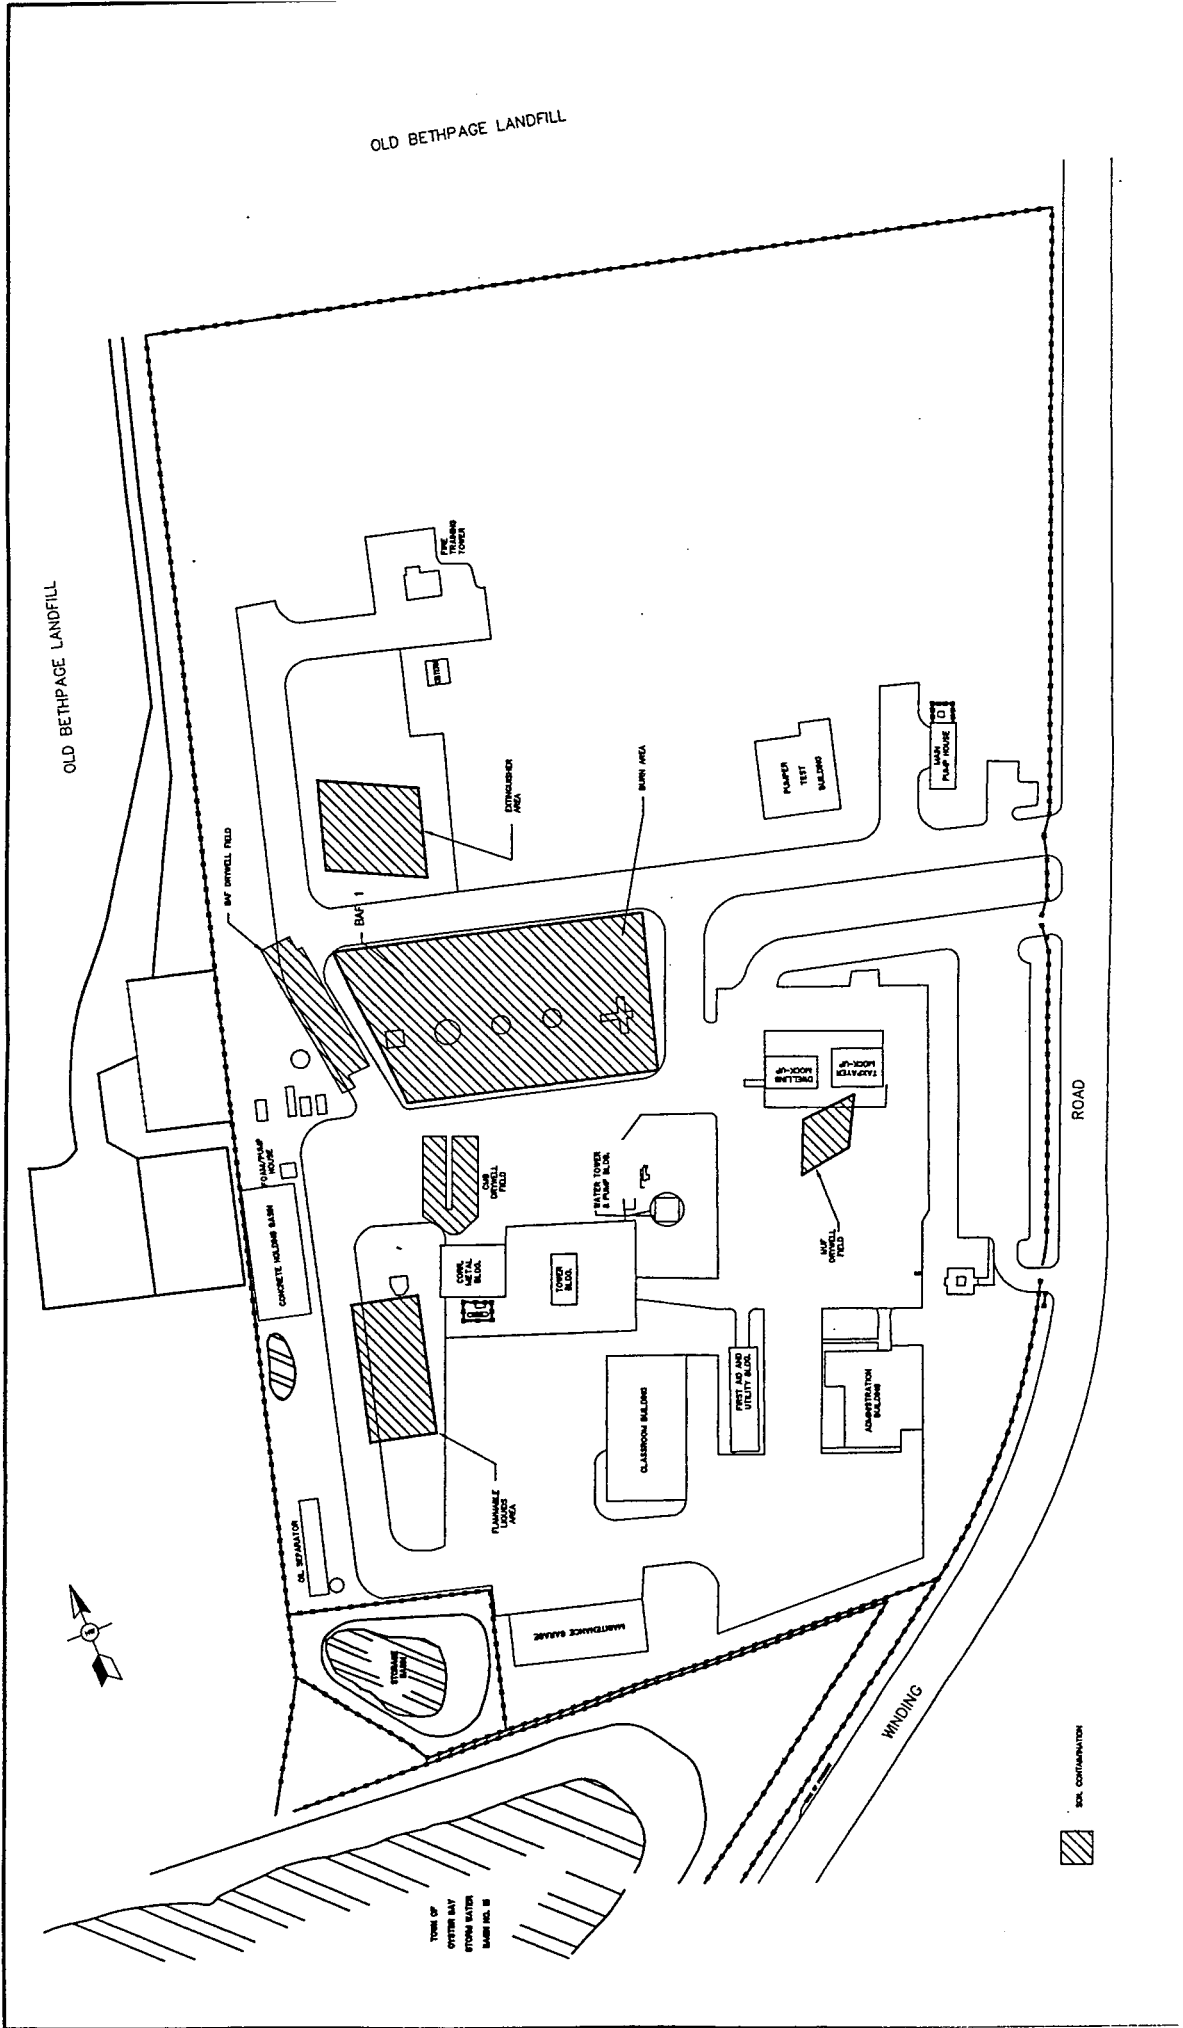 OLD BETHPAGE LANDFILL
OLD BETHPAGE LANDFILL
FIRE
TRAINING
TOWER
EXTINGUISHER
AREA
BURN AREA
BAF DRYWELL FIELD
BAF 1
PUMPER
TEST
BUILDING
MAIN
PUMP HOUSE
FOAM/PUMP
HOUSE
CONCRETE HOLDING BASIN
CMB
DRYWELL
FIELD
WATER TOWER
& PUMP BLDG.
DWELLING
MOCK-UP
TAXPAYER
MOCK-UP
MUF
DRYWELL
FIELD
CORR.
METAL
BLDG.
TOWER
BLDG.
FLAMMABLE
LIQUIDS
AREA
CLASSROOM BUILDING
FIRST AID AND
UTILITY BLDG.
ADMINISTRATION
BUILDING
OIL SEPARATOR
STORAGE
BASIN
MAINTENANCE GARAGE
TOWN OF
OYSTER BAY
STORM WATER
BASIN NO.
WINDING
ROAD
SOIL CONTAMINATION